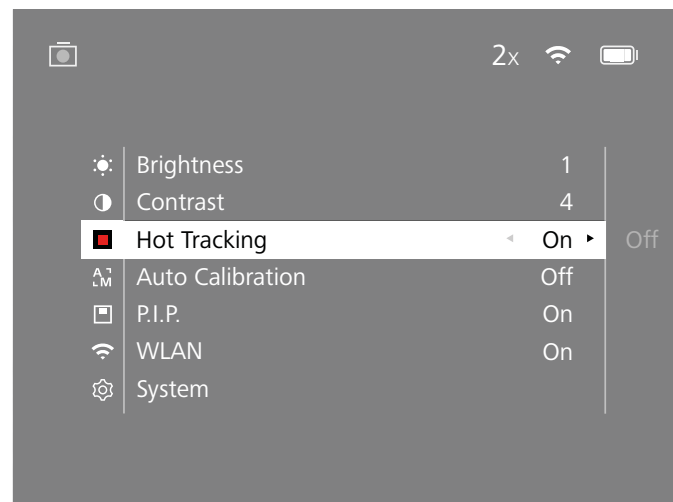 2x
Brightness 1
Contrast 4
Hot Tracking On Off
Auto Calibration Off
P.I.P. On
WLAN On
System